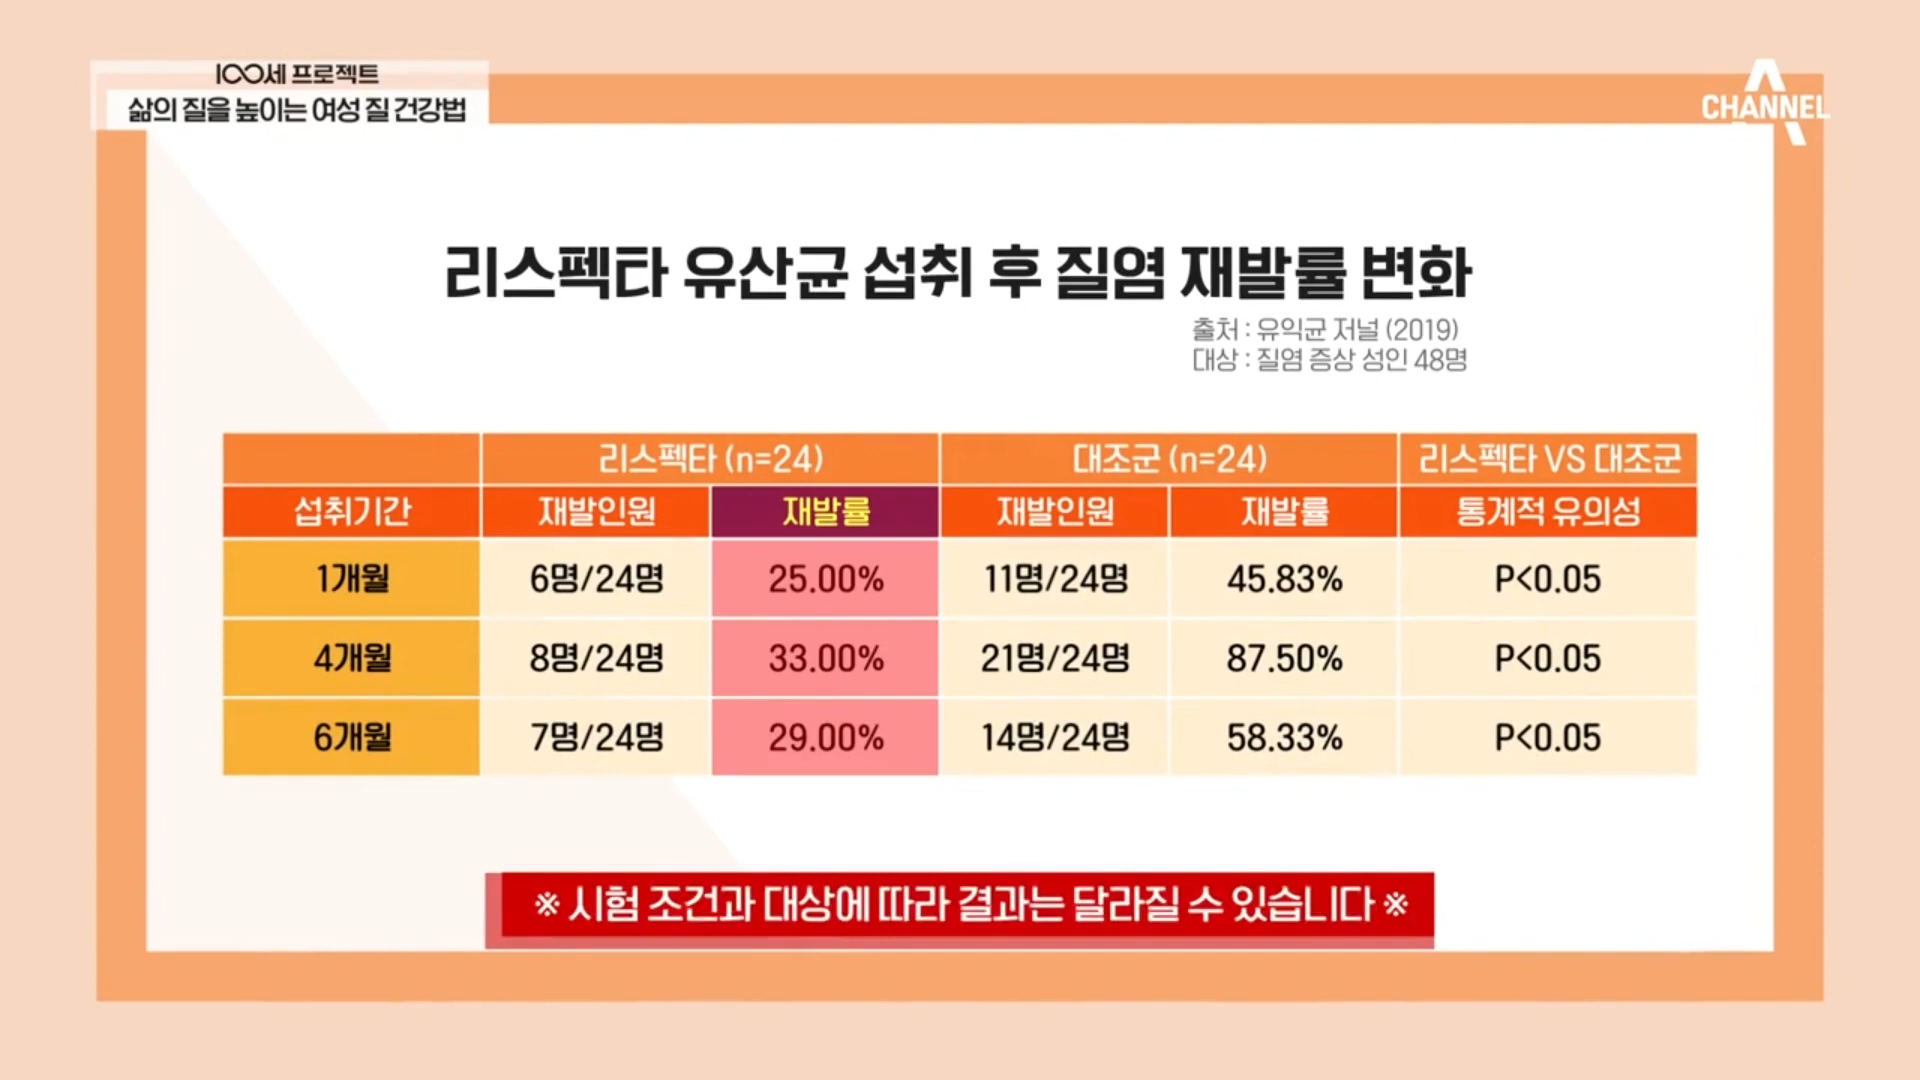 100세 프로젝트
삶의 질을 높이는 여성 질 건강법
CHANNEL A
리스펙타 유산균 섭취 후 질염 재발률 변화
출처 : 유익균 저널 (2019)
대상 : 질염 증상 성인 48명
리스펙타 (n=24) 대조군 (n=24) 리스펙타 VS 대조군
섭취기간 재발인원 재발률 재발인원 재발률 통계적 유의성
1개월 6명/24명 25.00% 11명/24명 45.83% P<0.05
4개월 8명/24명 33.00% 21명/24명 87.50% P<0.05
6개월 7명/24명 29.00% 14명/24명 58.33% P<0.05
※ 시험 조건과 대상에 따라 결과는 달라질 수 있습니다 ※